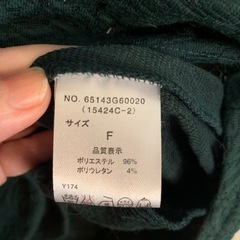 NO. 65143G60020
(15424C-2)
サイズ
F
品質表示
ポリエステル 96%
ポリウレタン 4%
Y174